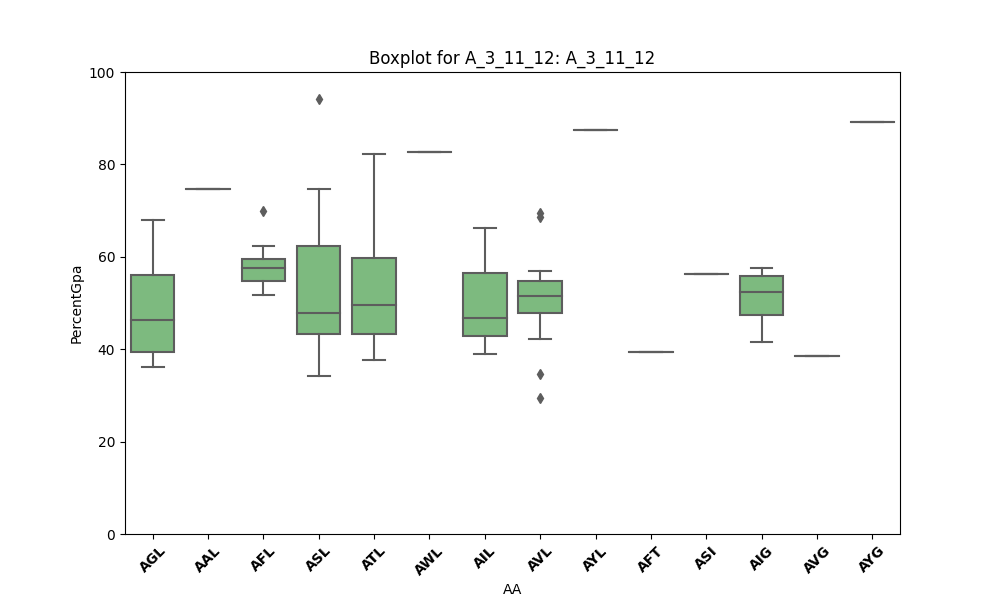 Boxplot for A_3_11_12: A_3_11_12
100
80
60
40
20
0
PercentGpa
AGL AAL AFL ASL ATL AWL AIL AVL AYL AFT ASI AIG AVG AYG
AA